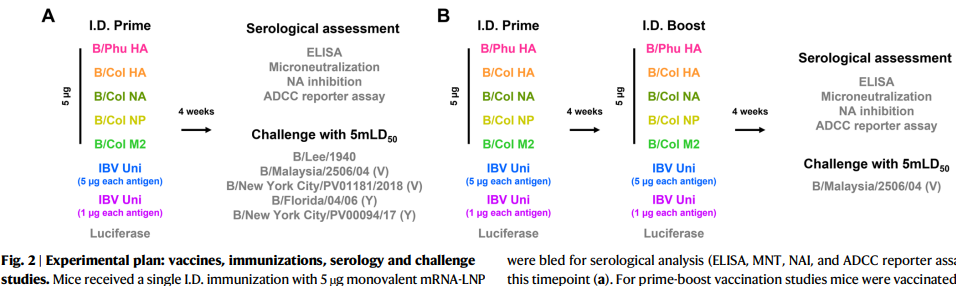 A
I.D. Prime
5 µg
B/Phu HA
B/Col HA
B/Col NA
B/Col NP
B/Col M2
IBV Uni
(5 µg each antigen)
IBV Uni
(1 µg each antigen)
Luciferase
4 weeks
Serological assessment
ELISA
Microneutralization
NA inhibition
ADCC reporter assay
Challenge with 5mLD50
B/Lee/1940
B/Malaysia/2506/04 (V)
B/New York City/PV01181/2018 (V)
B/Florida/04/06 (Y)
B/New York City/PV00094/17 (Y)
B
I.D. Prime
5 µg
B/Phu HA
B/Col HA
B/Col NA
B/Col NP
B/Col M2
IBV Uni
(5 µg each antigen)
IBV Uni
(1 µg each antigen)
Luciferase
4 weeks
I.D. Boost
5 µg
B/Phu HA
B/Col HA
B/Col NA
B/Col NP
B/Col M2
IBV Uni
(5 µg each antigen)
IBV Uni
(1 µg each antigen)
Luciferase
4 weeks
Serological assessment
ELISA
Microneutralization
NA inhibition
ADCC reporter assay
Challenge with 5mLD50
B/Malaysia/2506/04 (V)
Fig. 2 | Experimental plan: vaccines, immunizations, serology and challenge
studies. Mice received a single I.D. immunization with 5 µg monovalent mRNA-LNP
were bled for serological analysis (ELISA, MNT, NAI, and ADCC reporter assa
this timepoint (a). For prime-boost vaccination studies mice were vaccinated